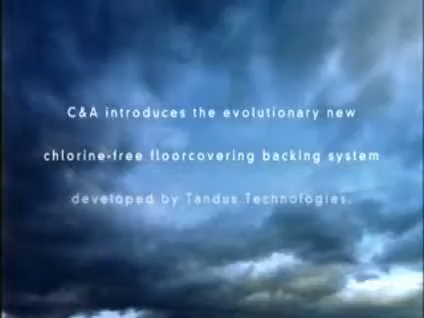 C&A introduces the evolutionary new
chlorine-free floorcovering backing system
developed by Tandus Technologies.